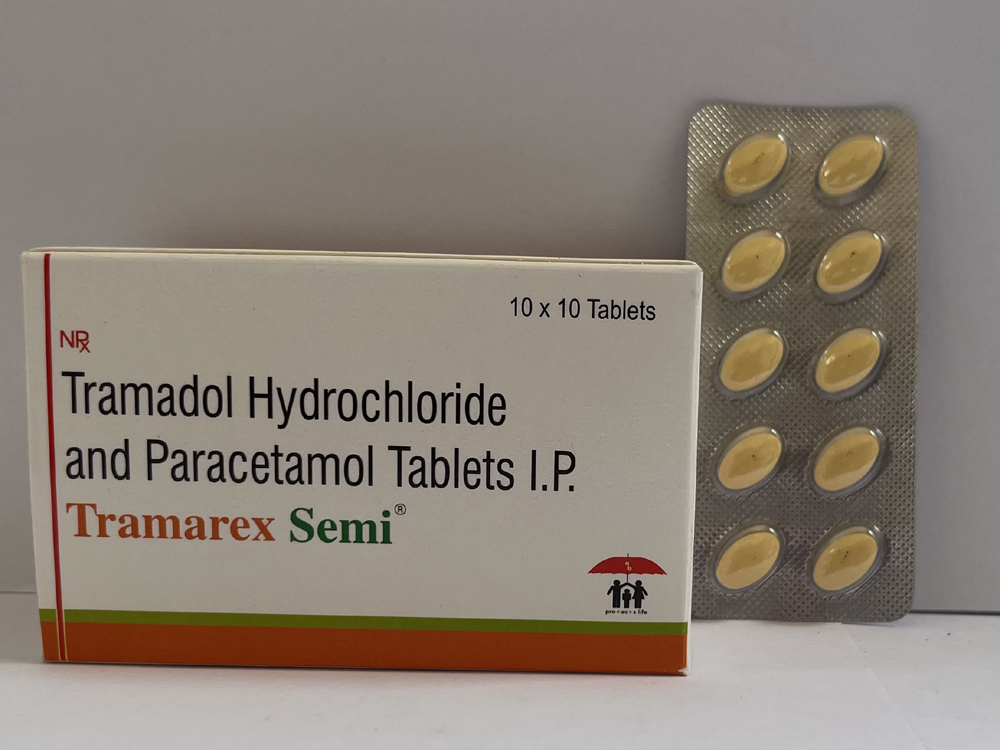 10 x 10 Tablets
NRx
Tramadol Hydrochloride
and Paracetamol Tablets I.P.
Tramarex Semi®